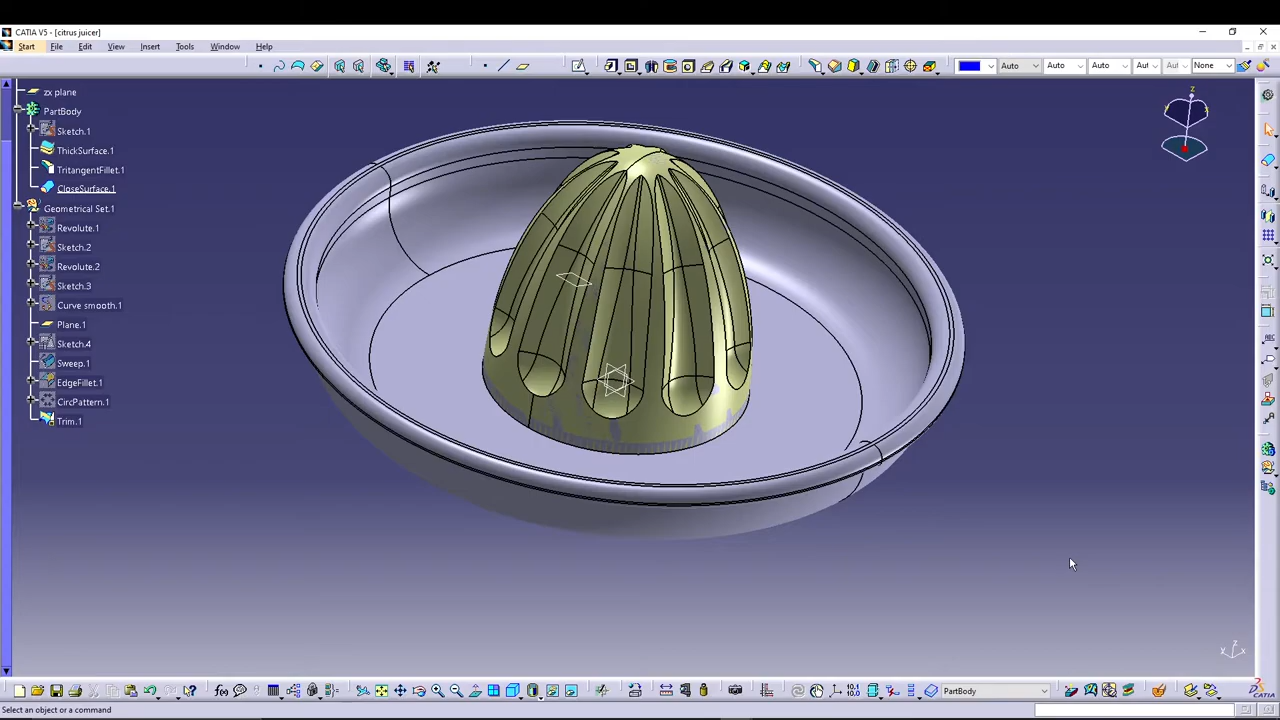 CATIA V5 - [citrus juicer]
Start File Edit View Insert Tools Window Help
Auto Auto Auto Aut Aut None
zx plane
PartBody
Sketch.1
ThickSurface.1
TritangentFillet.1
CloseSurface.1
Geometrical Set.1
Revolute.1
Sketch.2
Revolute.2
Sketch.3
Curve smooth.1
Plane.1
Sketch.4
Sweep.1
EdgeFillet.1
CircPattern.1
Trim.1
z
z
x
PartBody
Select an object or a command